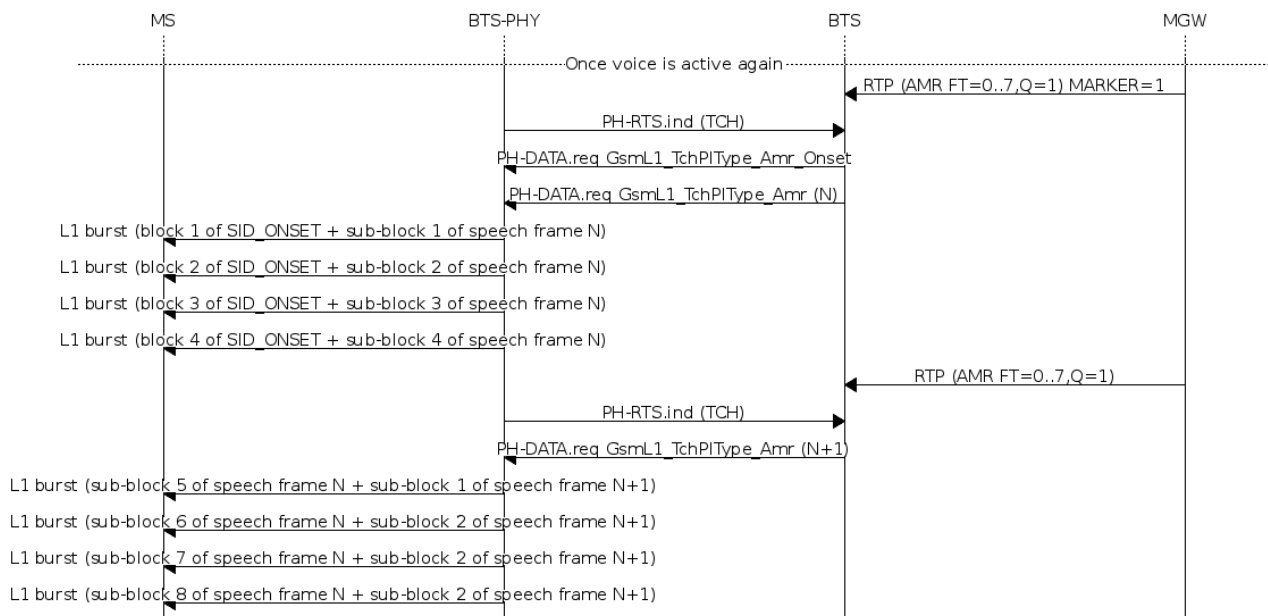 MS BTS-PHY BTS MGW
Once voice is active again
RTP (AMR FT=0..7,Q=1) MARKER=1
PH-RTS.ind (TCH)
PH-DATA.req GsmL1_TchPlType_Amr_Onset
PH-DATA.req GsmL1_TchPlType_Amr (N)
L1 burst (block 1 of SID_ONSET + sub-block 1 of speech frame N)
L1 burst (block 2 of SID_ONSET + sub-block 2 of speech frame N)
L1 burst (block 3 of SID_ONSET + sub-block 3 of speech frame N)
L1 burst (block 4 of SID_ONSET + sub-block 4 of speech frame N)
RTP (AMR FT=0..7,Q=1)
PH-RTS.ind (TCH)
PH-DATA.req GsmL1_TchPlType_Amr (N+1)
L1 burst (sub-block 5 of speech frame N + sub-block 1 of speech frame N+1)
L1 burst (sub-block 6 of speech frame N + sub-block 2 of speech frame N+1)
L1 burst (sub-block 7 of speech frame N + sub-block 2 of speech frame N+1)
L1 burst (sub-block 8 of speech frame N + sub-block 2 of speech frame N+1)